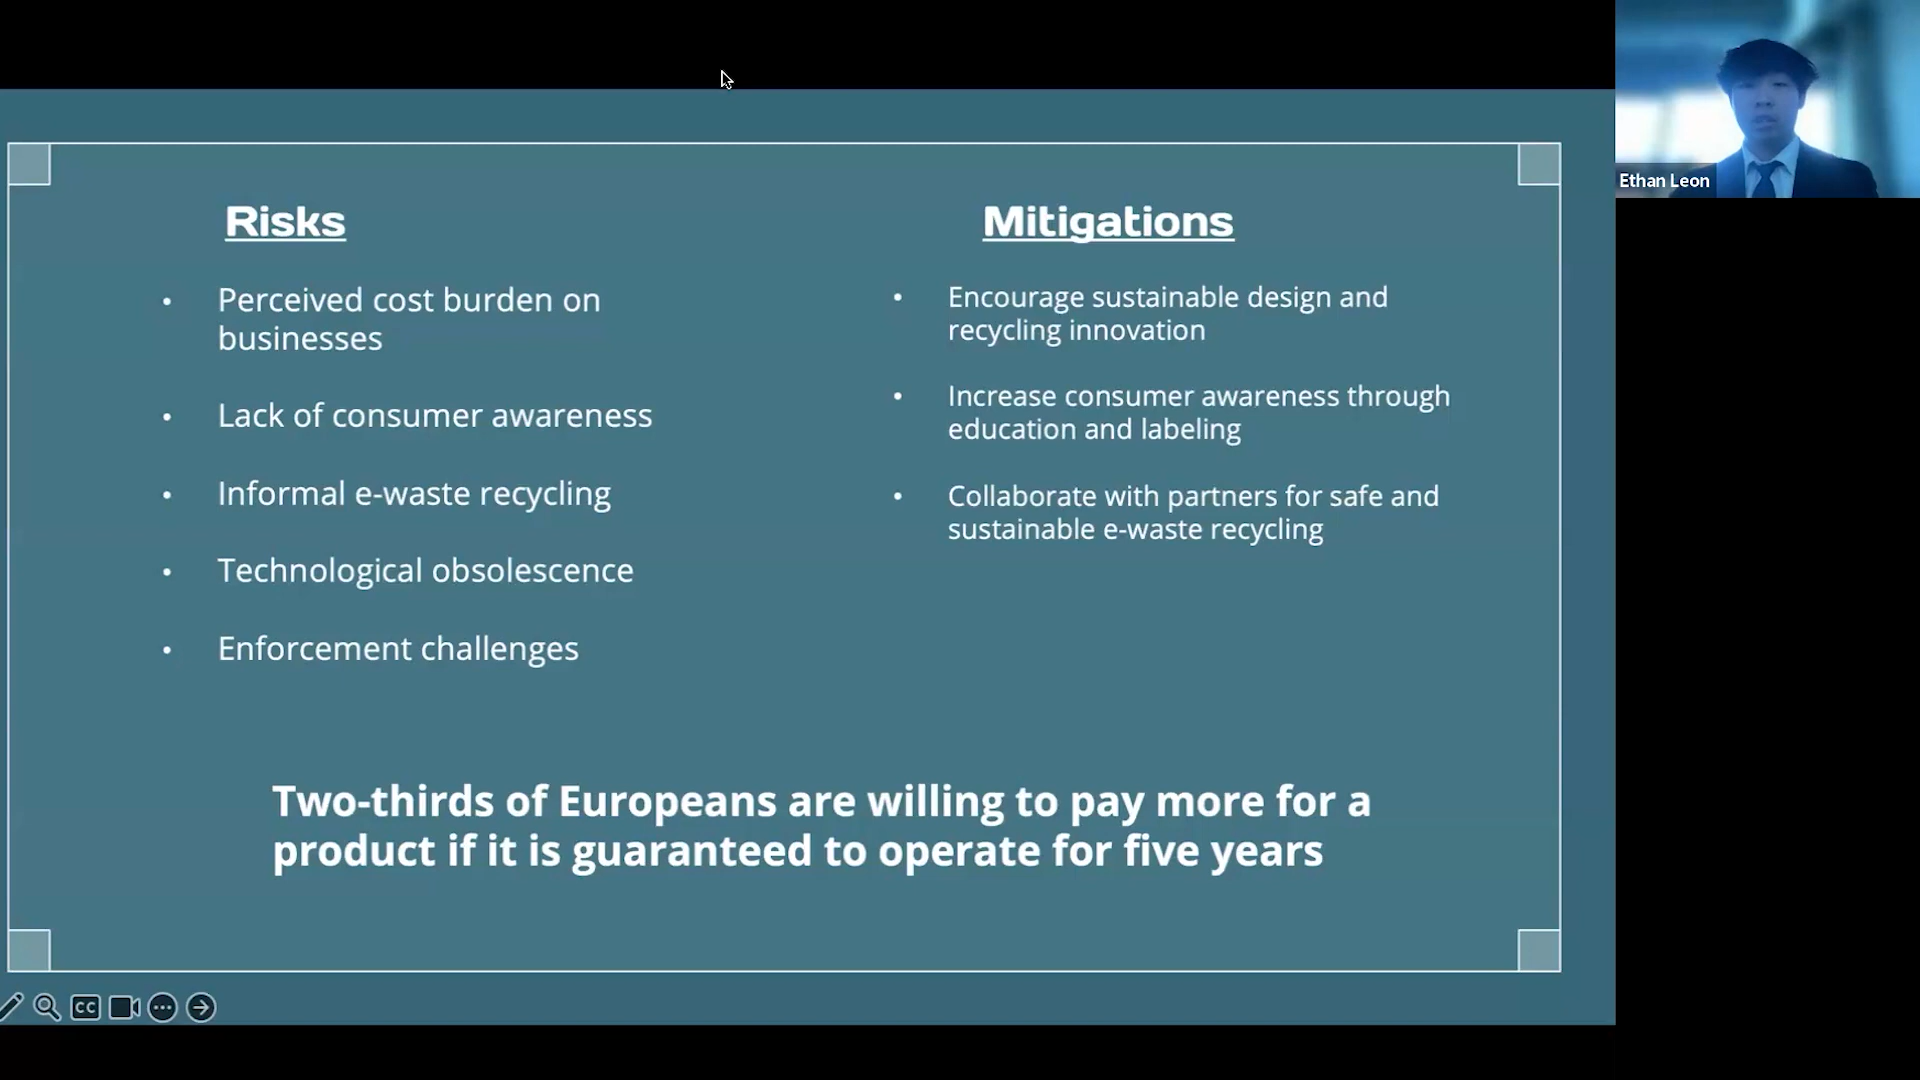 Ethan Leon
Risks
• Perceived cost burden on
businesses
• Lack of consumer awareness
• Informal e-waste recycling
• Technological obsolescence
• Enforcement challenges
Mitigations
• Encourage sustainable design and
recycling innovation
• Increase consumer awareness through
education and labeling
• Collaborate with partners for safe and
sustainable e-waste recycling
Two-thirds of Europeans are willing to pay more for a
product if it is guaranteed to operate for five years
CC